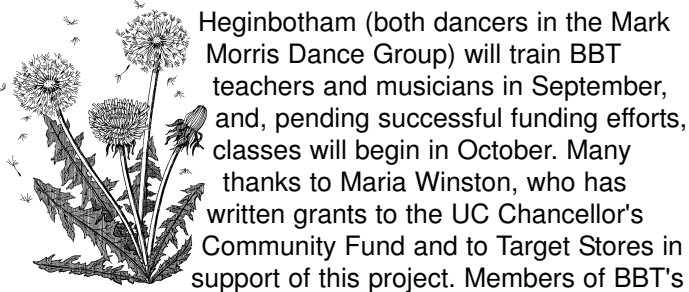 Heginbotham (both dancers in the Mark
Morris Dance Group) will train BBT
teachers and musicians in September,
and, pending successful funding efforts,
classes will begin in October. Many
thanks to Maria Winston, who has
written grants to the UC Chancellor's
Community Fund and to Target Stores in
support of this project. Members of BBT's